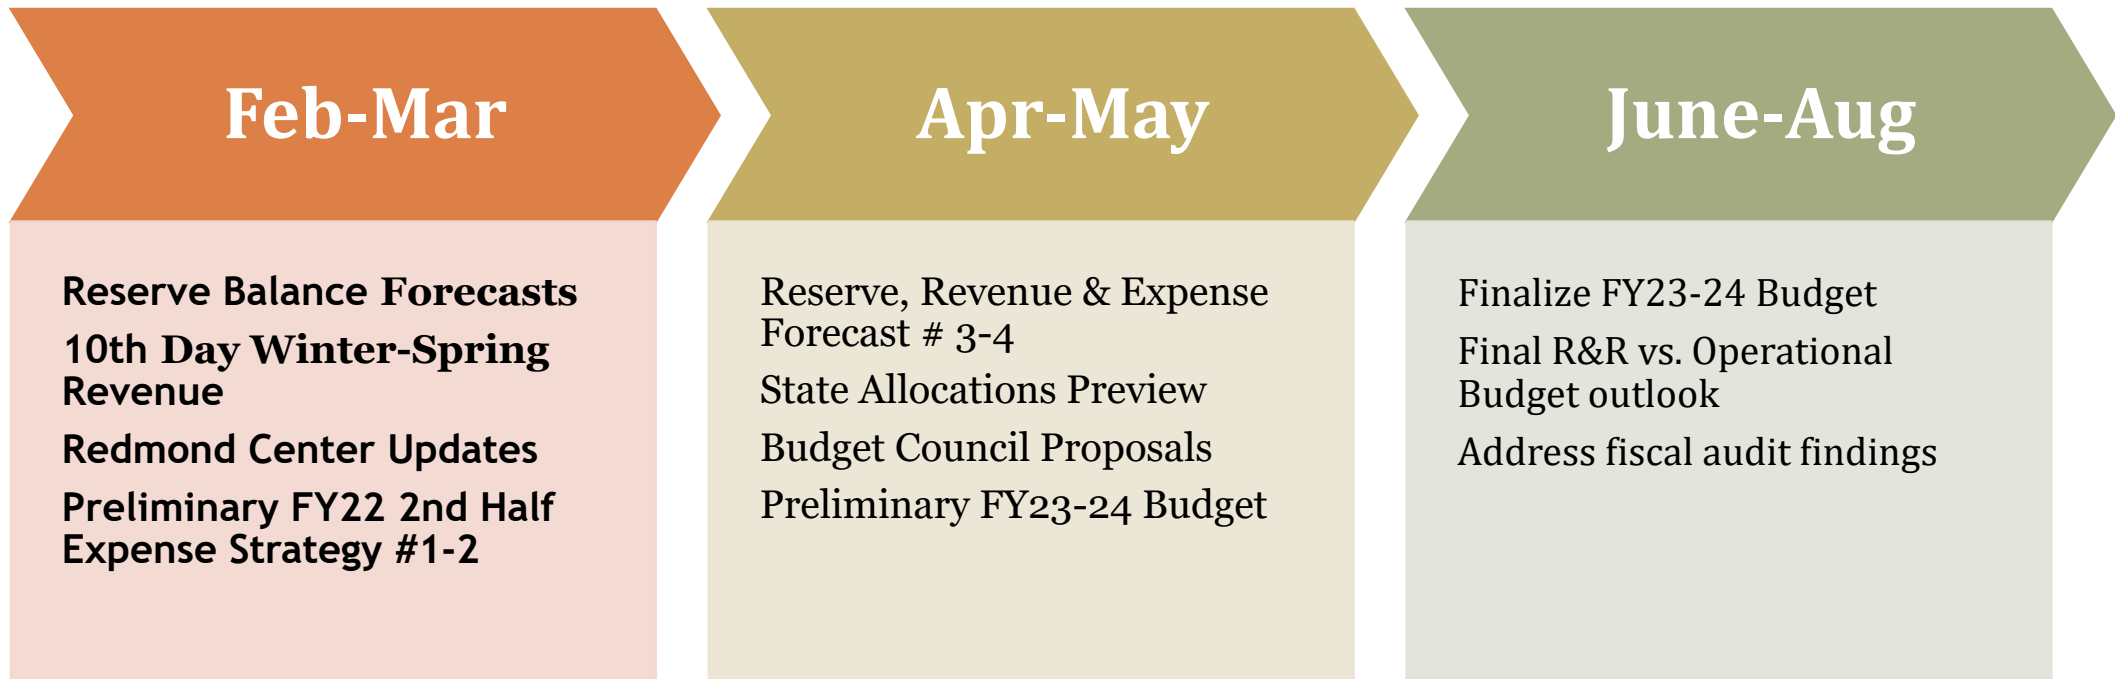 Feb-Mar
Reserve Balance Forecasts
10th Day Winter-Spring
Revenue
Redmond Center Updates
Preliminary FY22 2nd Half
Expense Strategy #1-2
Apr-May
Reserve, Revenue & Expense
Forecast # 3-4
State Allocations Preview
Budget Council Proposals
Preliminary FY23-24 Budget
June-Aug
Finalize FY23-24 Budget
Final R&R vs. Operational
Budget outlook
Address fiscal audit findings